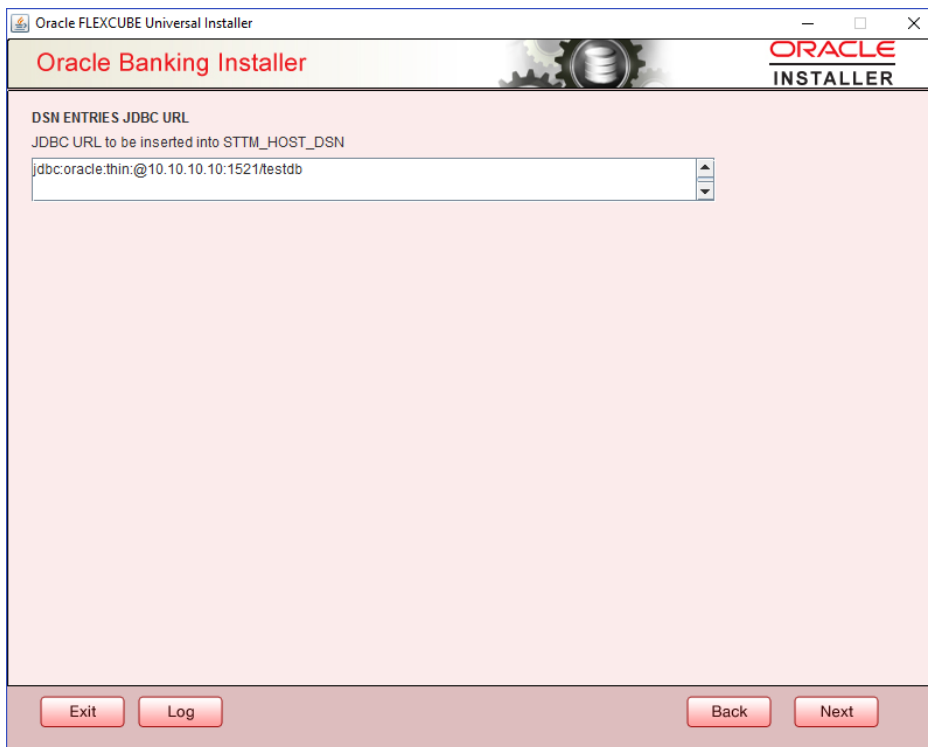 Oracle FLEXCUBE Universal Installer
Oracle Banking Installer
ORACLE
INSTALLER
DSN ENTRIES JDBC URL
JDBC URL to be inserted into STTM_HOST_DSN
jdbc:oracle:thin:@10.10.10.10:1521/testdb
Exit Log Back Next